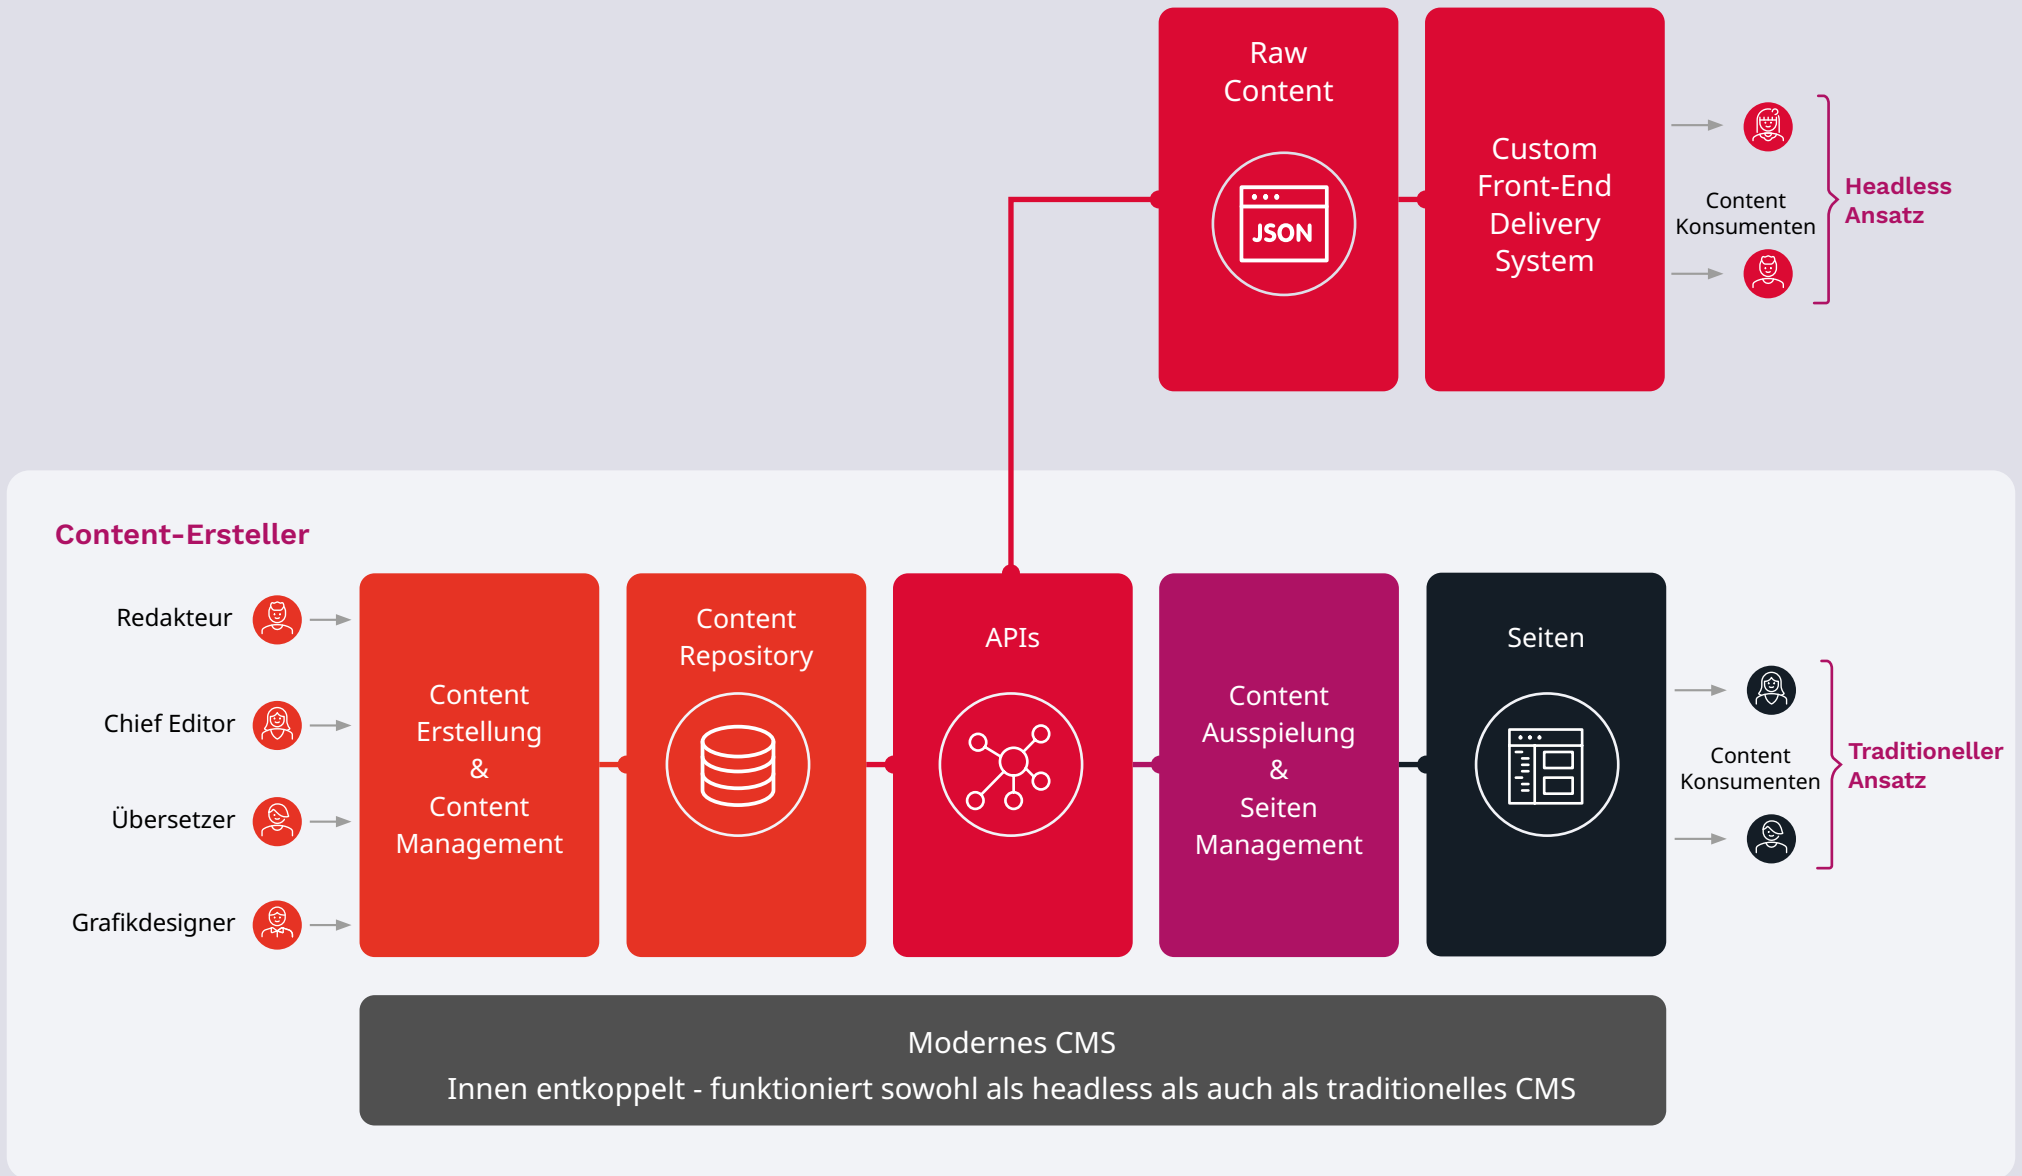 Raw
Content
JSON
Custom
Front-End
Delivery
System
Content
Konsumenten
Headless
Ansatz
Content-Ersteller
Redakteur
Chief Editor
Übersetzer
Grafikdesigner
Content
Erstellung
&
Content
Management
Content
Repository
APIs
Content
Ausspielung
&
Seiten
Management
Seiten
Content
Konsumenten
Traditioneller
Ansatz
Modernes CMS
Innen entkoppelt - funktioniert sowohl als headless als auch als traditionelles CMS